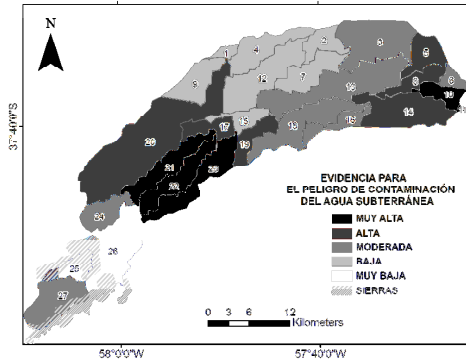 N
1
2
3
4
5
6
7
8
9
10
12
13
14
15
16
17
18
19
20
21
22
23
24
25
26
27
37°40'0"S
EVIDENCIA PARA
EL PELIGRO DE CONTAMINACIÓN
DEL AGUA SUBTERRÁNEA
MUY ALTA
ALTA
MODERADA
BAJA
MUY BAJA
SIERRAS
0 3 6 12
Kilometers
58°0'0"W
57°40'0"W